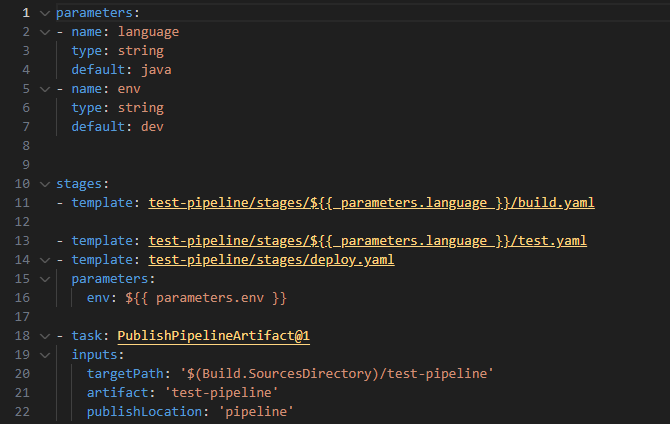 1 parameters:
2 - name: language
3 type: string
4 default: java
5 - name: env
6 type: string
7 default: dev
8
9
10 stages:
11 - template: test-pipeline/stages/${{ parameters.language }}/build.yaml
12
13 - template: test-pipeline/stages/${{ parameters.language }}/test.yaml
14 - template: test-pipeline/stages/deploy.yaml
15 parameters:
16 env: ${{ parameters.env }}
17
18 - task: PublishPipelineArtifact@1
19 inputs:
20 targetPath: '$(Build.SourcesDirectory)/test-pipeline'
21 artifact: 'test-pipeline'
22 publishLocation: 'pipeline'